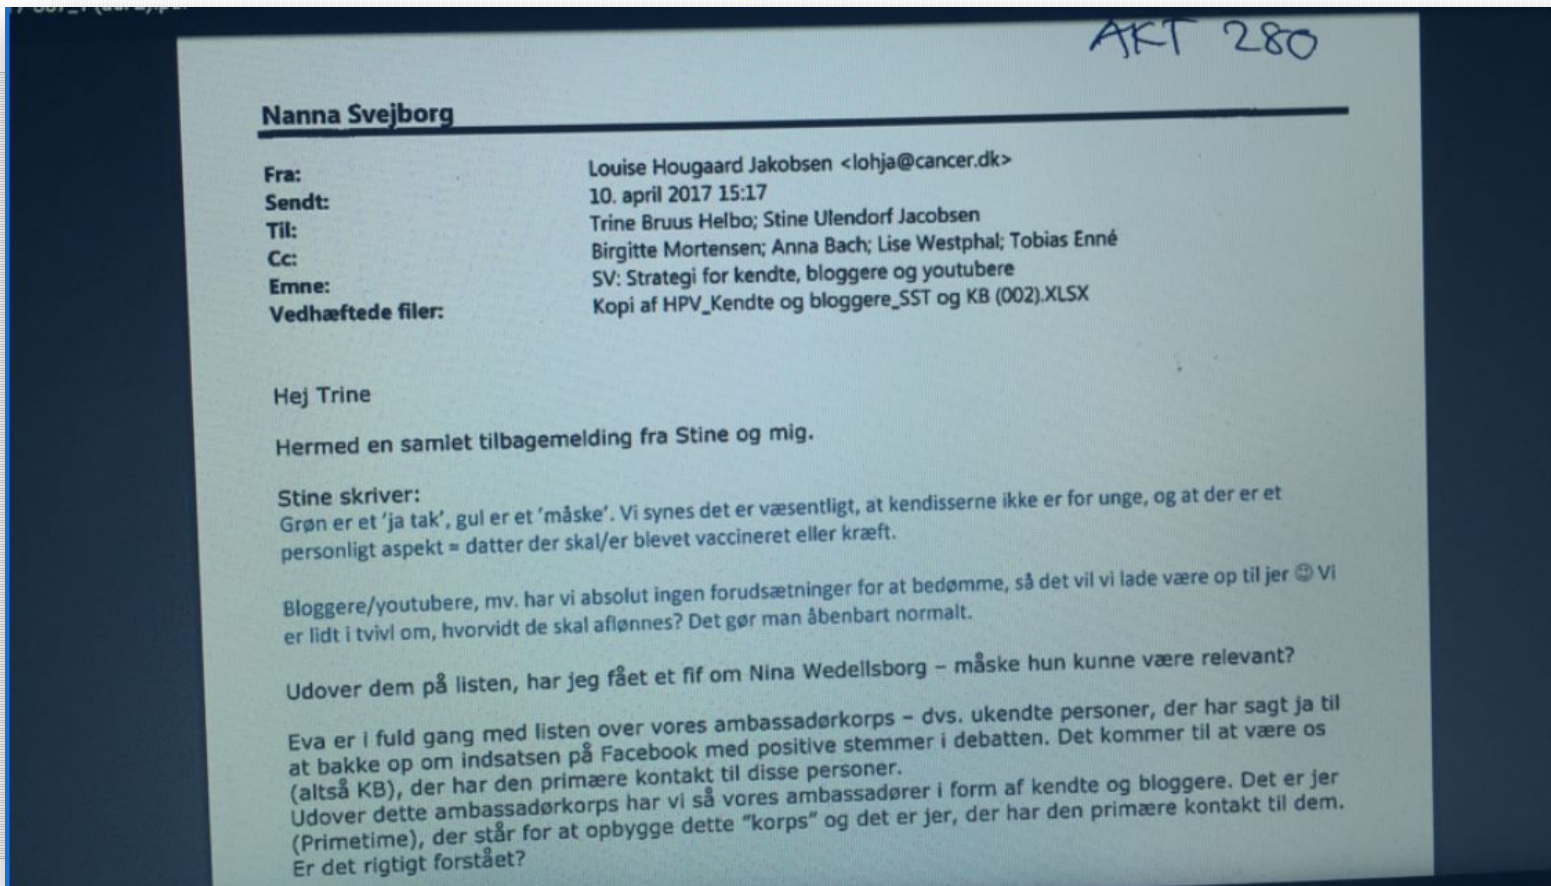 AKT 280
Nanna Svejborg
Fra: Louise Hougaard Jakobsen <lohja@cancer.dk>
Sendt: 10. april 2017 15:17
Til: Trine Bruus Helbo; Stine Ulendorf Jacobsen
Cc: Birgitte Mortensen; Anna Bach; Lise Westphal; Tobias Enné
Emne: SV: Strategi for kendte, bloggere og youtubere
Vedhæftede filer: Kopi af HPV_Kendte og bloggere_SST og KB (002).XLSX
Hej Trine
Hermed en samlet tilbagemelding fra Stine og mig.
Stine skriver:
Grøn er et 'ja tak', gul er et 'måske'. Vi synes det er væsentligt, at kendisserne ikke er for unge, og at der er et
personligt aspekt = datter der skal/er blevet vaccineret eller kræft.
Bloggere/youtubere, mv. har vi absolut ingen forudsætninger for at bedømme, så det vil vi lade være op til jer ☺ Vi
er lidt i tvivl om, hvorvidt de skal aflønnes? Det gør man åbenbart normalt.
Udover dem på listen, har jeg fået et fif om Nina Wedellsborg – måske hun kunne være relevant?
Eva er i fuld gang med listen over vores ambassadørkorps – dvs. ukendte personer, der har sagt ja til
at bakke op om indsatsen på Facebook med positive stemmer i debatten. Det kommer til at være os
(altså KB), der har den primære kontakt til disse personer.
Udover dette ambassadørkorps har vi så vores ambassadører i form af kendte og bloggere. Det er jer
(Primetime), der står for at opbygge dette "korps" og det er jer, der har den primære kontakt til dem.
Er det rigtigt forstået?